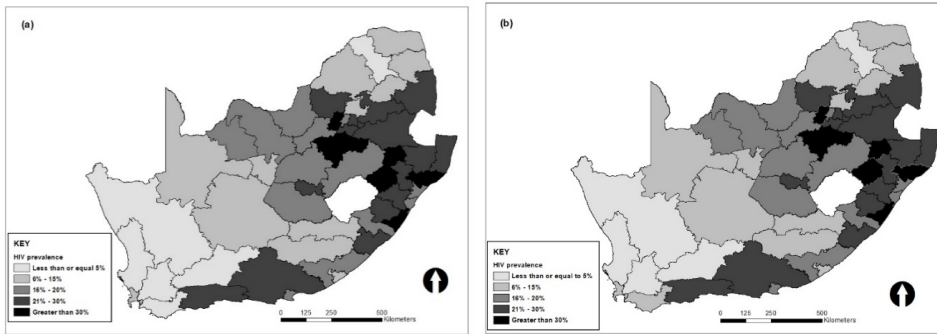 (a)
KEY
HIV prevalence
Less than or equal 5%
6% - 15%
16% - 20%
21% - 30%
Greater than 30%
0 125 250 500
Kilometers
(b)
KEY
HIV prevalence
Less than or equal to 5%
6% - 15%
16% - 20%
21% - 30%
Greater than 30%
0 125 250 500
Kilometers